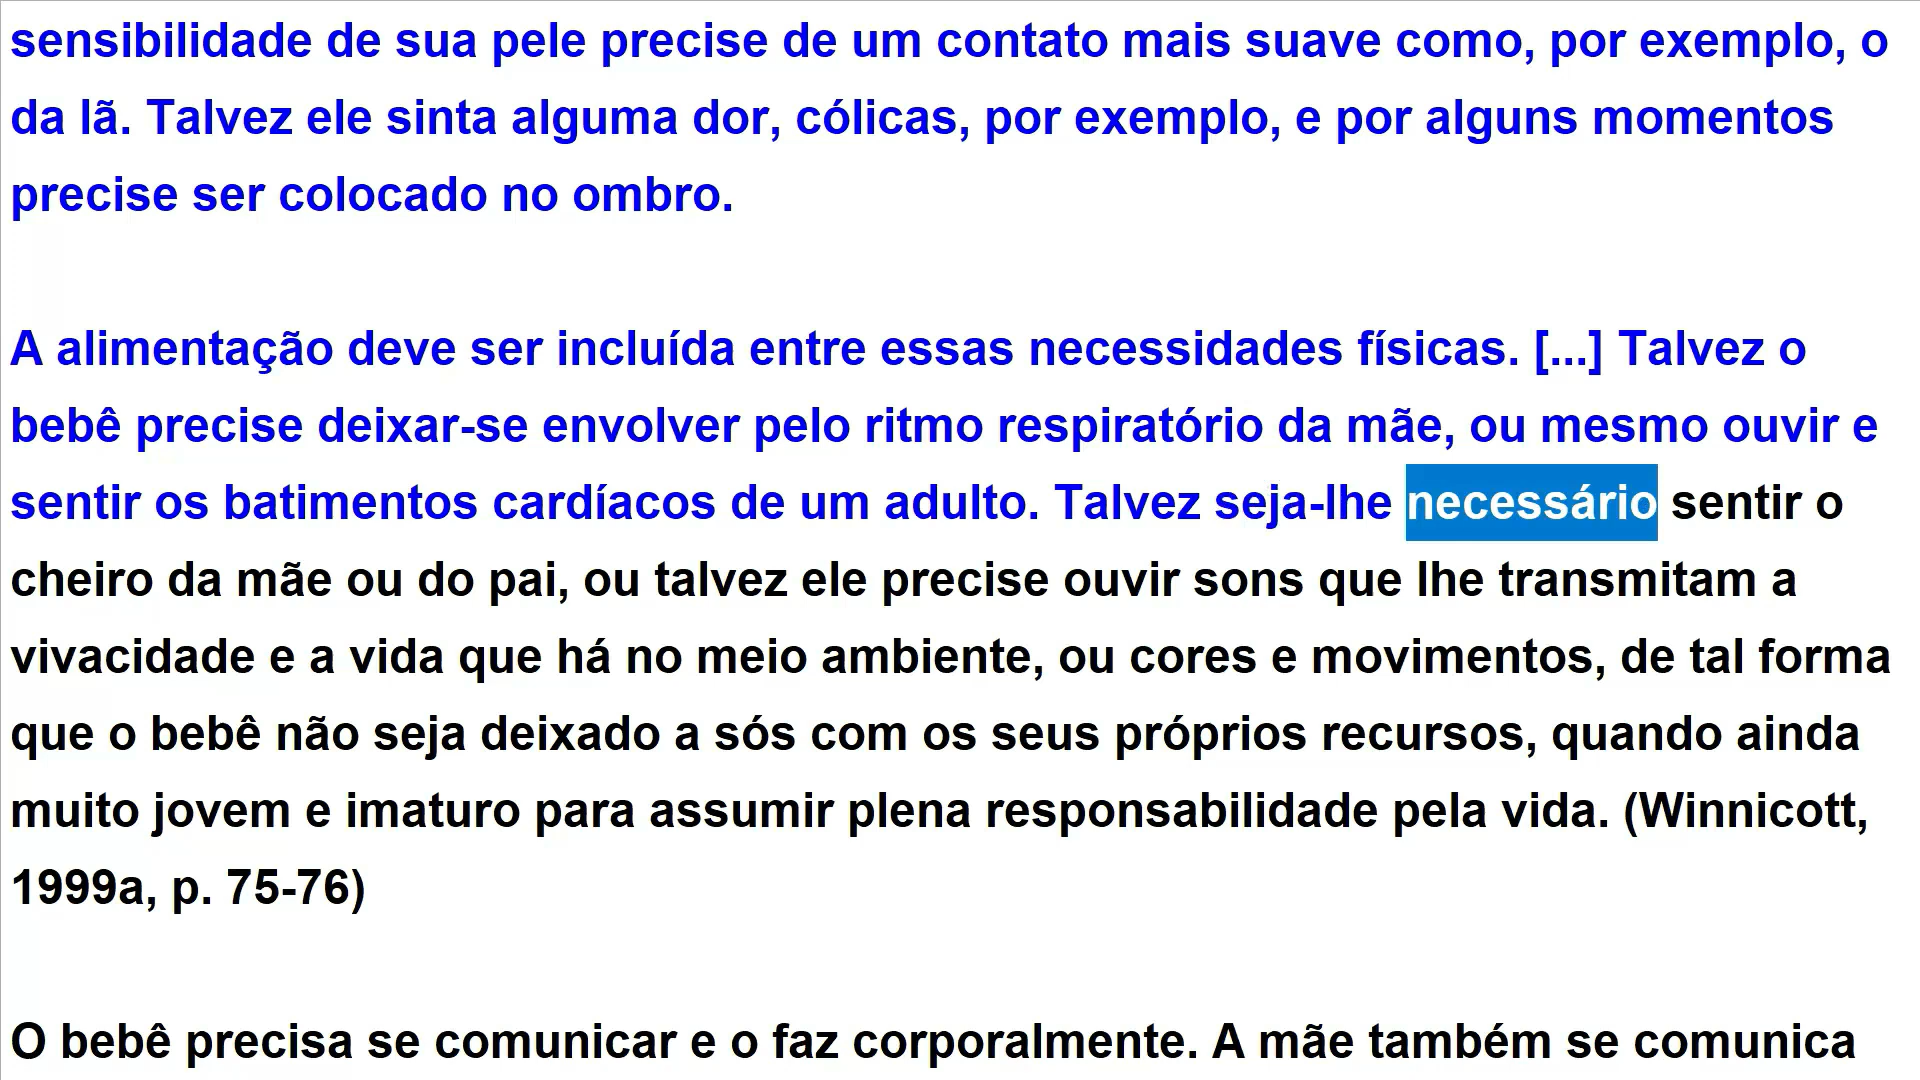 sensibilidade de sua pele precise de um contato mais suave como, por exemplo, o
da lã. Talvez ele sinta alguma dor, cólicas, por exemplo, e por alguns momentos
precise ser colocado no ombro.
A alimentação deve ser incluída entre essas necessidades físicas. [...] Talvez o
bebê precise deixar-se envolver pelo ritmo respiratório da mãe, ou mesmo ouvir e
sentir os batimentos cardíacos de um adulto. Talvez seja-lhe necessário sentir o
cheiro da mãe ou do pai, ou talvez ele precise ouvir sons que lhe transmitam a
vivacidade e a vida que há no meio ambiente, ou cores e movimentos, de tal forma
que o bebê não seja deixado a sós com os seus próprios recursos, quando ainda
muito jovem e imaturo para assumir plena responsabilidade pela vida. (Winnicott,
1999a, p. 75-76)
O bebê precisa se comunicar e o faz corporalmente. A mãe também se comunica